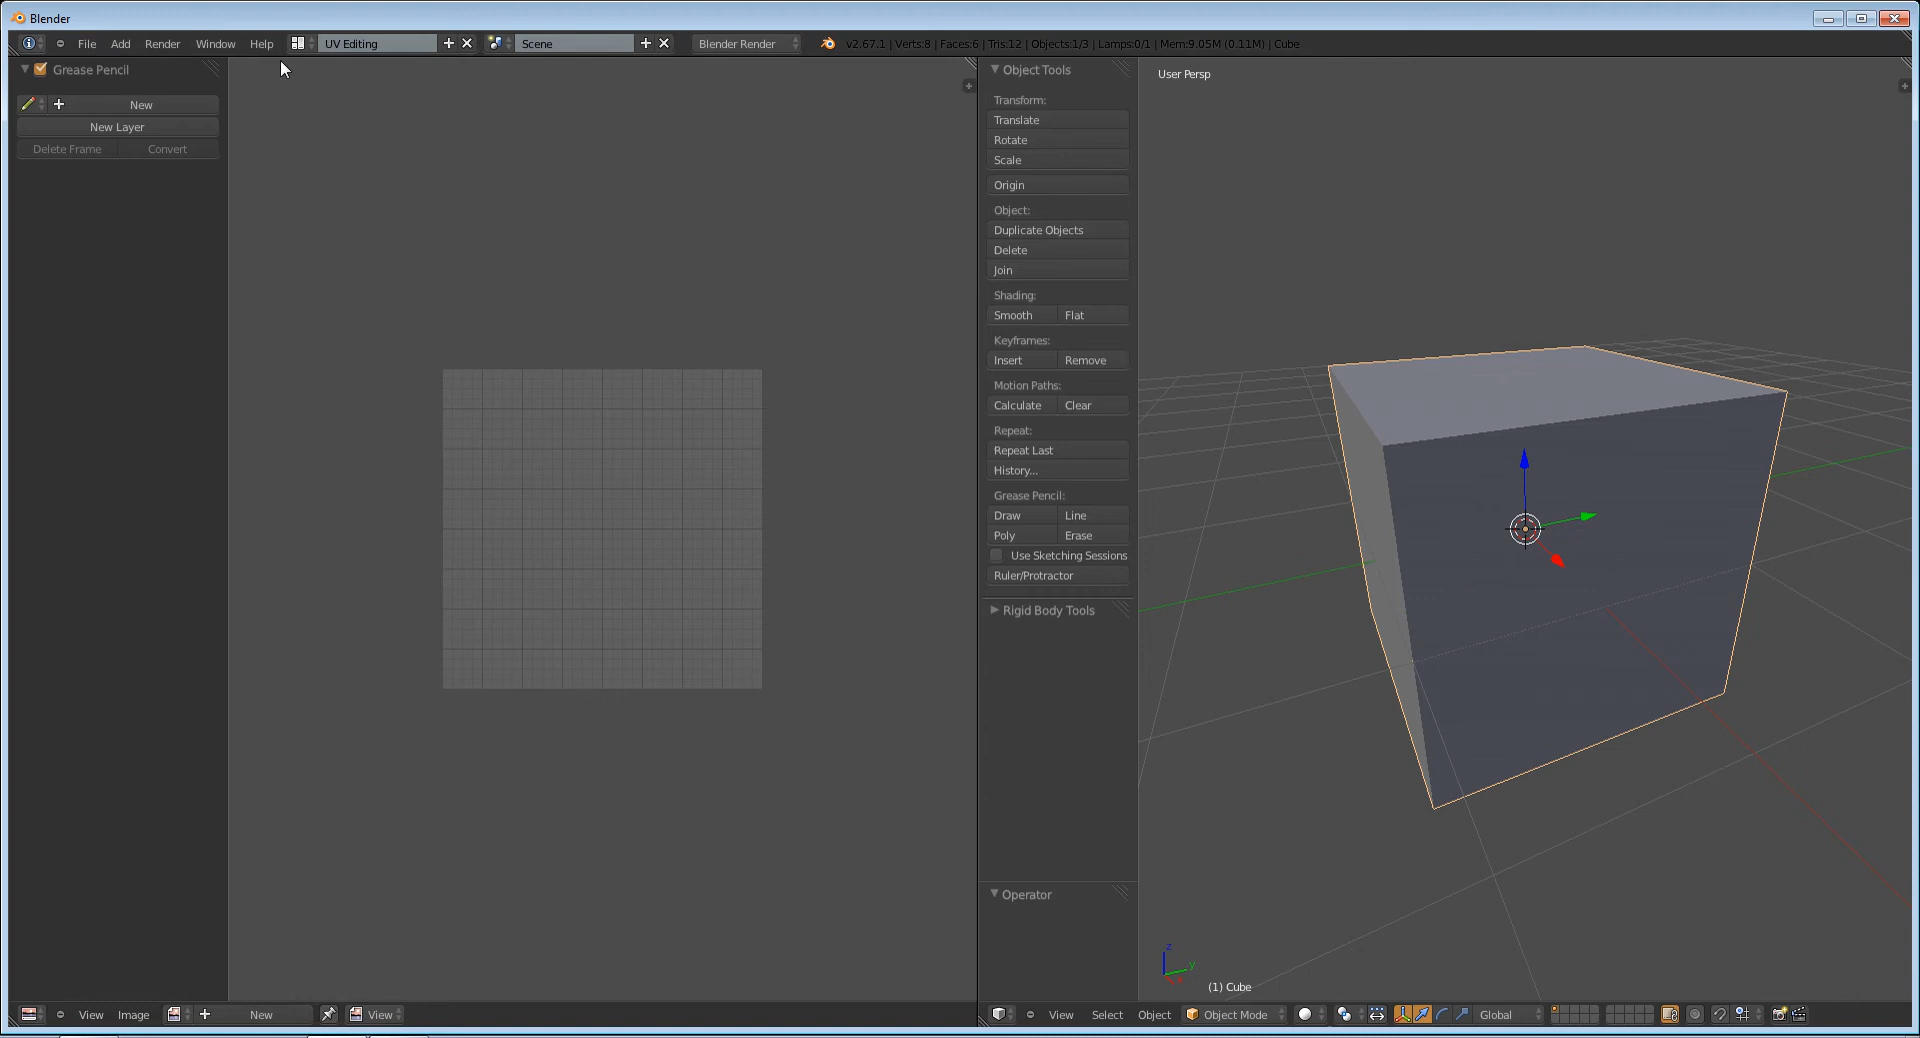 Blender
File Add Render Window Help UV Editing Scene Blender Render v2.67.1 | Verts:8 | Faces:6 | Tris:12 | Objects:1/3 | Lamps:0/1 | Mem:9.05M (0.11M) | Cube
Grease Pencil
New
New Layer
Delete Frame Convert
Object Tools
Transform:
Translate
Rotate
Scale
Origin
Object:
Duplicate Objects
Delete
Join
Shading:
Smooth Flat
Keyframes:
Insert Remove
Motion Paths:
Calculate Clear
Repeat:
Repeat Last
History...
Grease Pencil:
Draw Line
Poly Erase
Use Sketching Sessions
Ruler/Protractor
Rigid Body Tools
Operator
User Persp
z
y
(1) Cube
View Image New View
View Select Object Object Mode Global